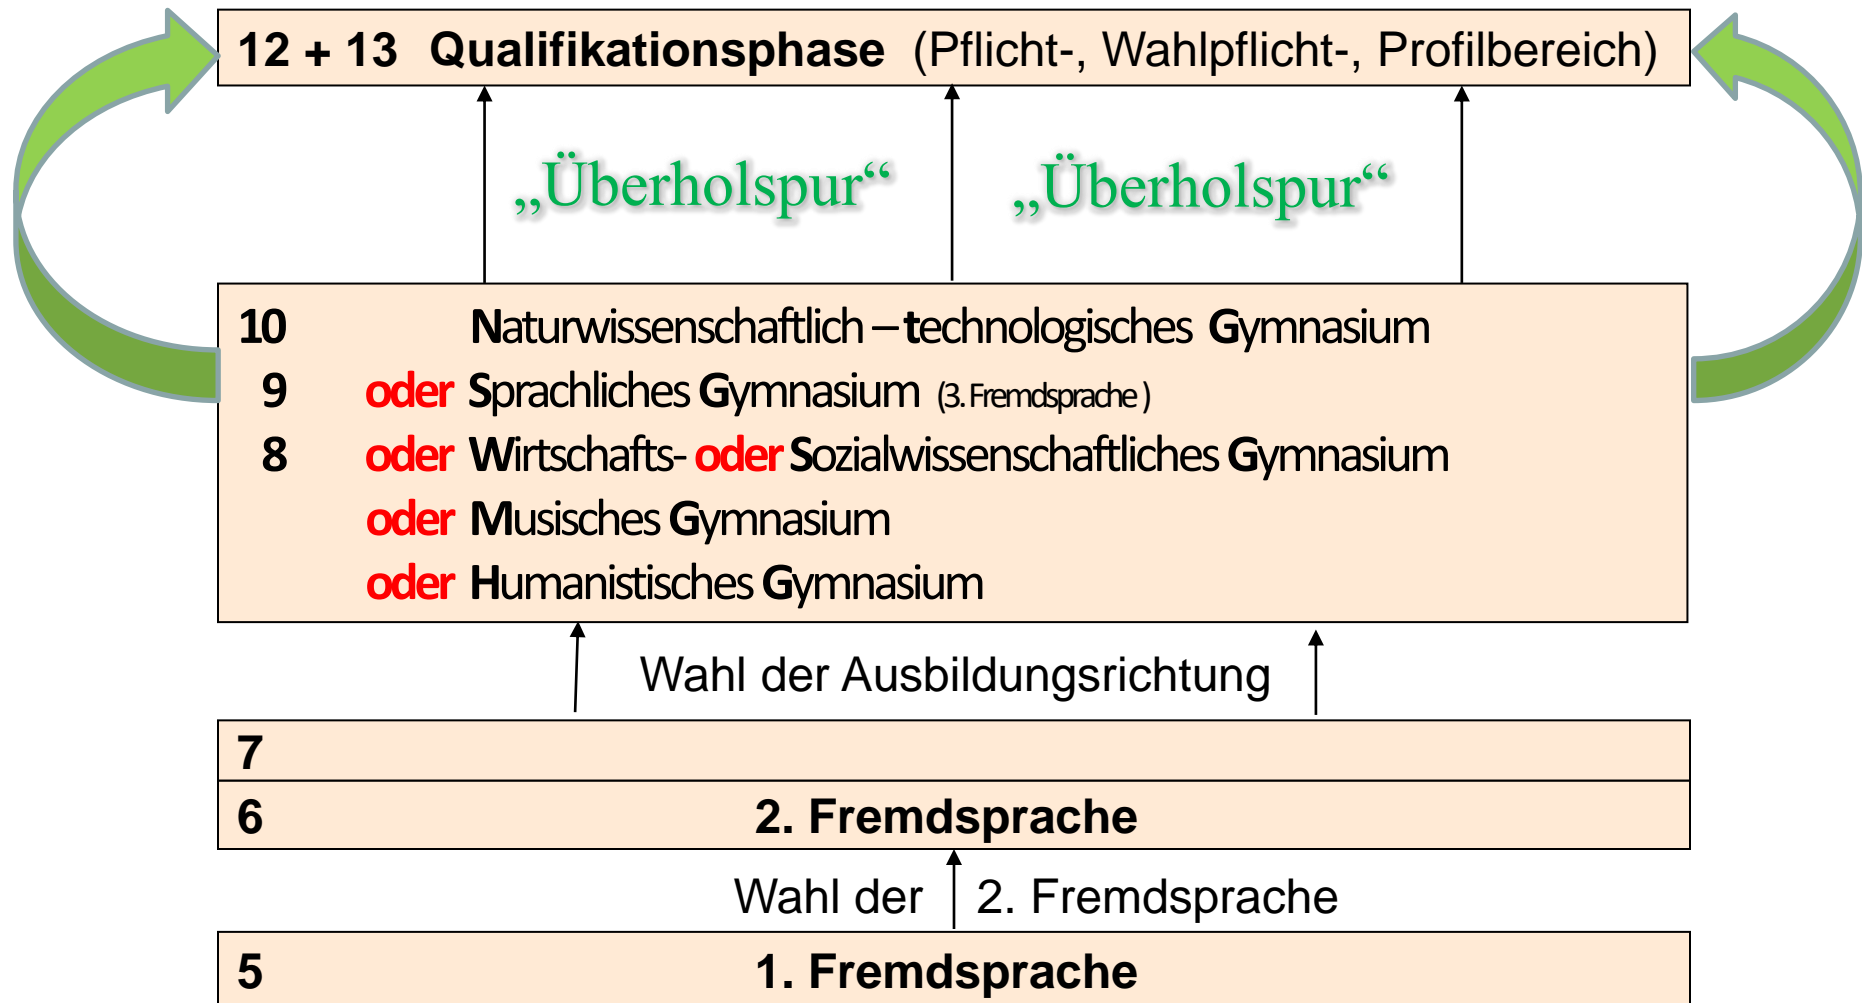 12 + 13 Qualifikationsphase (Pflicht-, Wahlpflicht-, Profilbereich)
„Überholspur“ „Überholspur“
10 Naturwissenschaftlich – technologisches Gymnasium
9 oder Sprachliches Gymnasium (3. Fremdsprache )
8 oder Wirtschafts- oder Sozialwissenschaftliches Gymnasium
oder Musisches Gymnasium
oder Humanistisches Gymnasium
Wahl der Ausbildungsrichtung
7
6 2. Fremdsprache
Wahl der 2. Fremdsprache
5 1. Fremdsprache